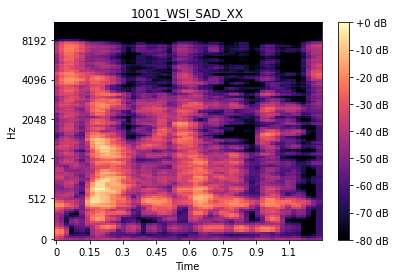 1001_WSI_SAD_XX
8192
4096
2048
1024
512
0
Hz
0
0.15
0.3
0.45
0.6
0.75
0.9
1.1
Time
+0 dB
-10 dB
-20 dB
-30 dB
-40 dB
-50 dB
-60 dB
-70 dB
-80 dB